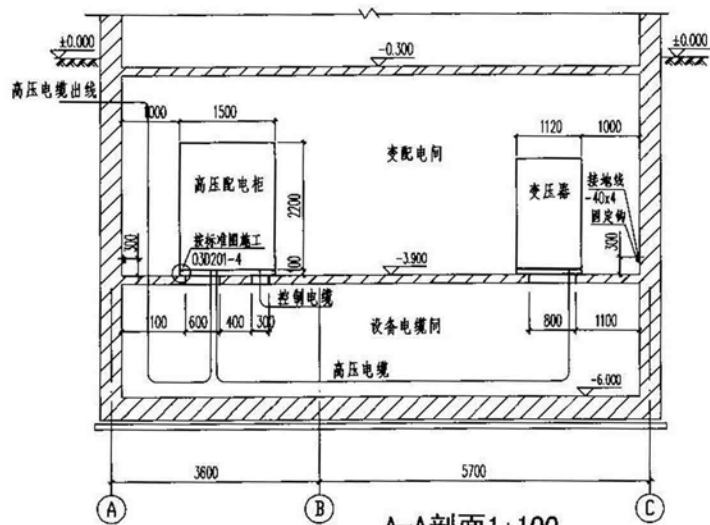 ±0.000
-0.300
±0.000
高压电缆出线
1000
1500
1120
1000
变配电间
高压配电柜
变压器
接地线
-40x4
固定钩
2200
按标准图施工
03D201-4
300
100
300
-3.900
控制电缆
1100
600
400
300
设备电缆间
800
1100
高压电缆
-6.000
3600
5700
A
B
C
A-A剖面1:100